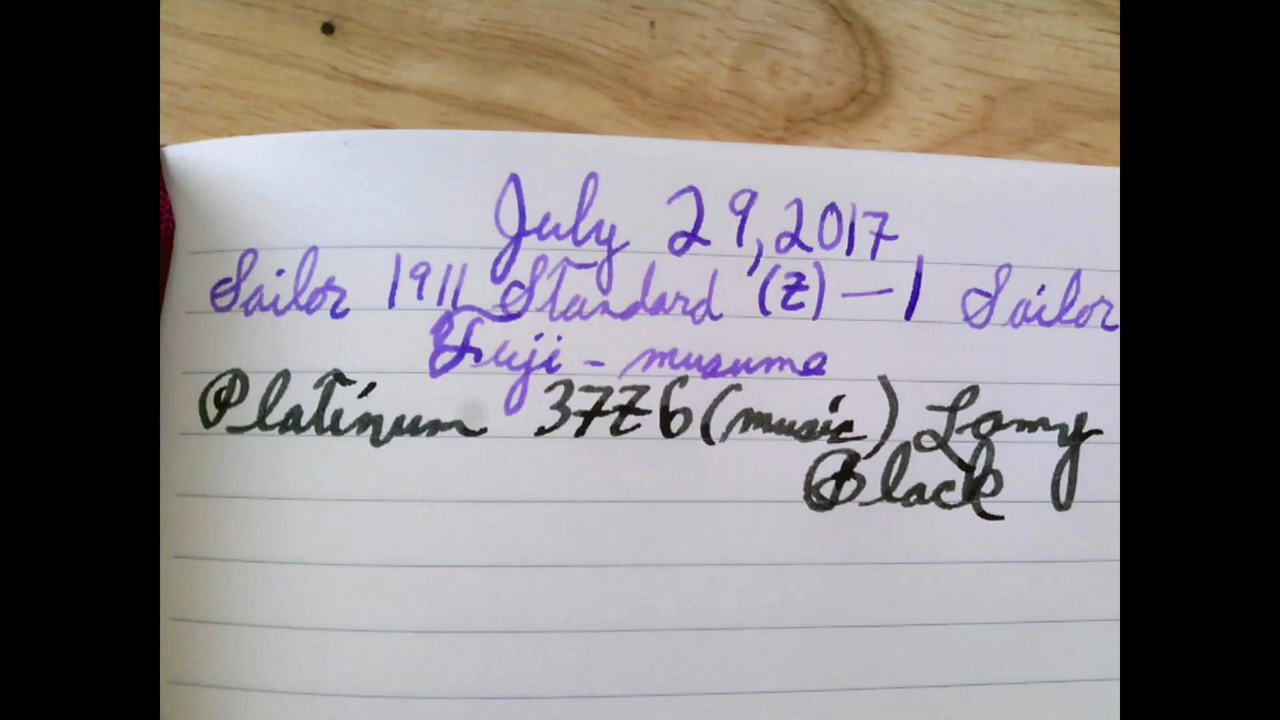 July 29, 2017
Sailor 1911 Standard (Z) – 1 Sailor
Fuji - musume
Platinum 3776 (music) Lamy
Black